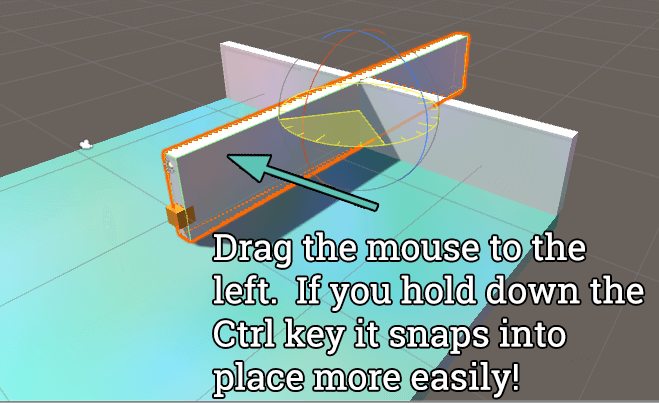 Drag the mouse to the
left.  If you hold down the
Ctrl key it snaps into
place more easily!